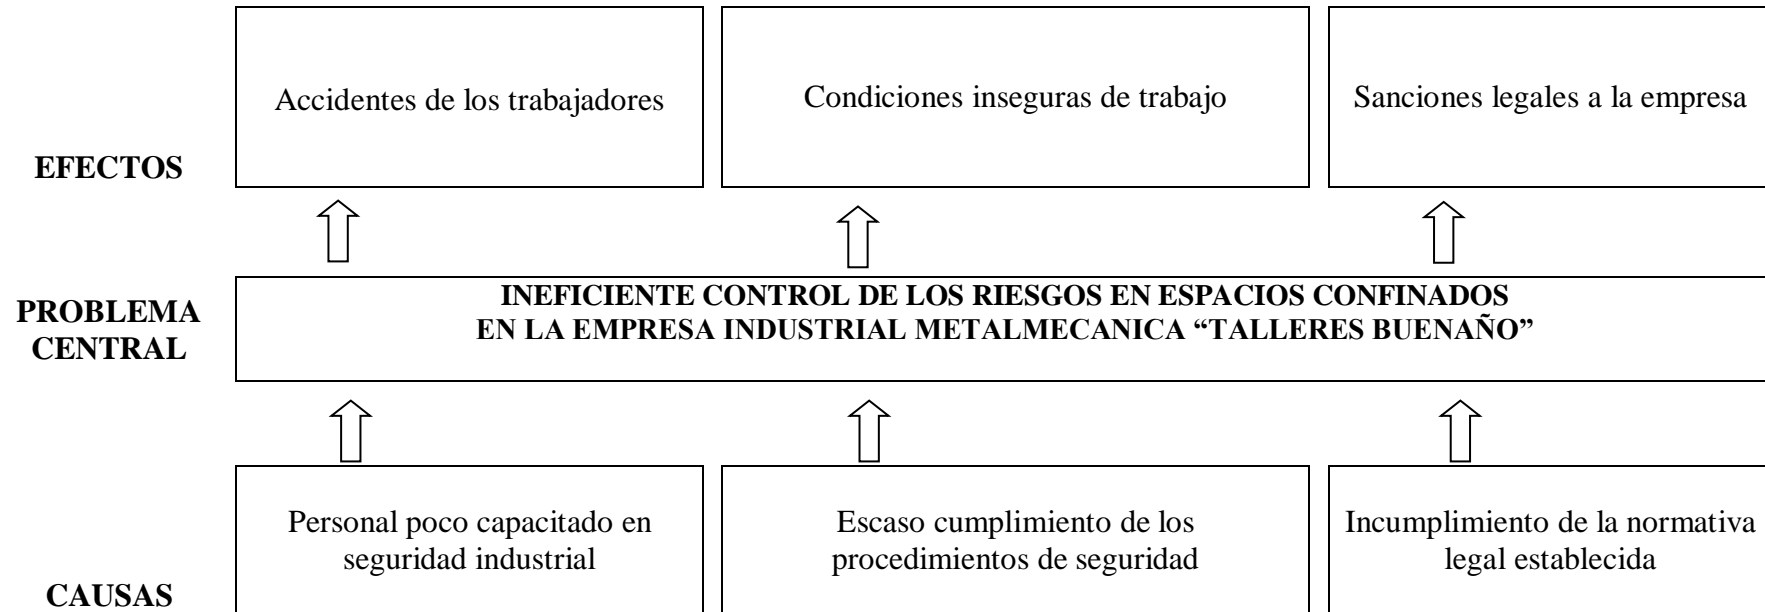 Accidentes de los trabajadores
Condiciones inseguras de trabajo
Sanciones legales a la empresa
EFECTOS
PROBLEMA
CENTRAL
INEFICIENTE CONTROL DE LOS RIESGOS EN ESPACIOS CONFINADOS
EN LA EMPRESA INDUSTRIAL METALMECANICA “TALLERES BUENAÑO”
Personal poco capacitado en
seguridad industrial
Escaso cumplimiento de los
procedimientos de seguridad
Incumplimiento de la normativa
legal establecida
CAUSAS